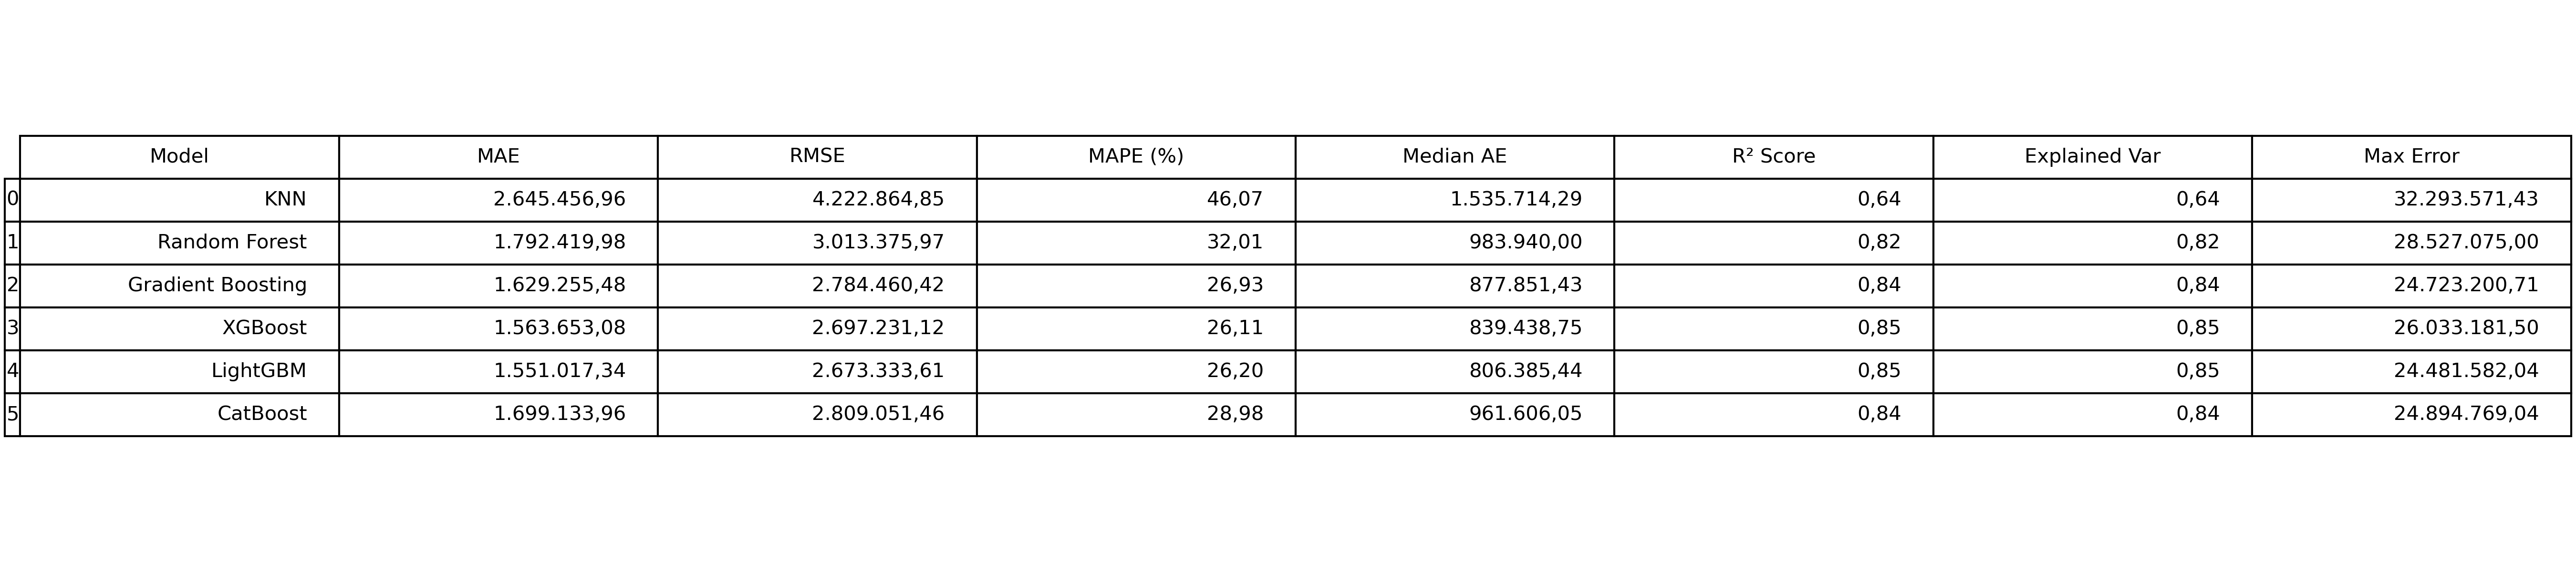 Model MAE RMSE MAPE (%) Median AE R² Score Explained Var Max Error
0 KNN 2.645.456,96 4.222.864,85 46,07 1.535.714,29 0,64 0,64 32.293.571,43
1 Random Forest 1.792.419,98 3.013.375,97 32,01 983.940,00 0,82 0,82 28.527.075,00
2 Gradient Boosting 1.629.255,48 2.784.460,42 26,93 877.851,43 0,84 0,84 24.723.200,71
3 XGBoost 1.563.653,08 2.697.231,12 26,11 839.438,75 0,85 0,85 26.033.181,50
4 LightGBM 1.551.017,34 2.673.333,61 26,20 806.385,44 0,85 0,85 24.481.582,04
5 CatBoost 1.699.133,96 2.809.051,46 28,98 961.606,05 0,84 0,84 24.894.769,04